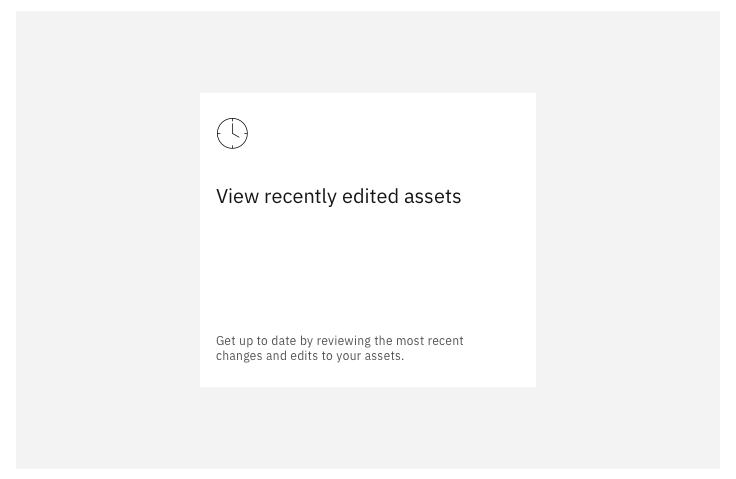 View recently edited assets
Get up to date by reviewing the most recent
changes and edits to your assets.